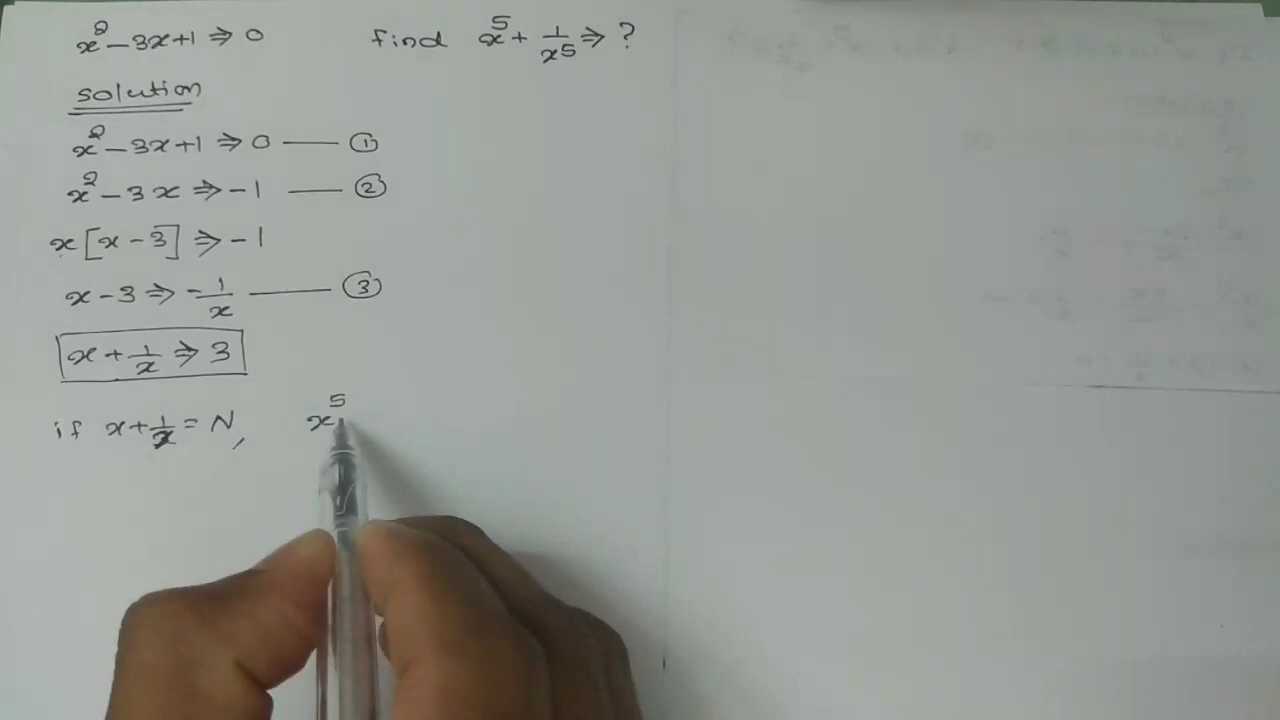 x² - 3x + 1 ⇒ 0 find x⁵ + 1/x⁵ ⇒ ?
solution
x² - 3x + 1 ⇒ 0 —— ①
x² - 3x ⇒ -1 —— ②
x[x - 3] ⇒ -1
x - 3 ⇒ -1/x —— ③
x + 1/x ⇒ 3
if x + 1/x = N, x⁵